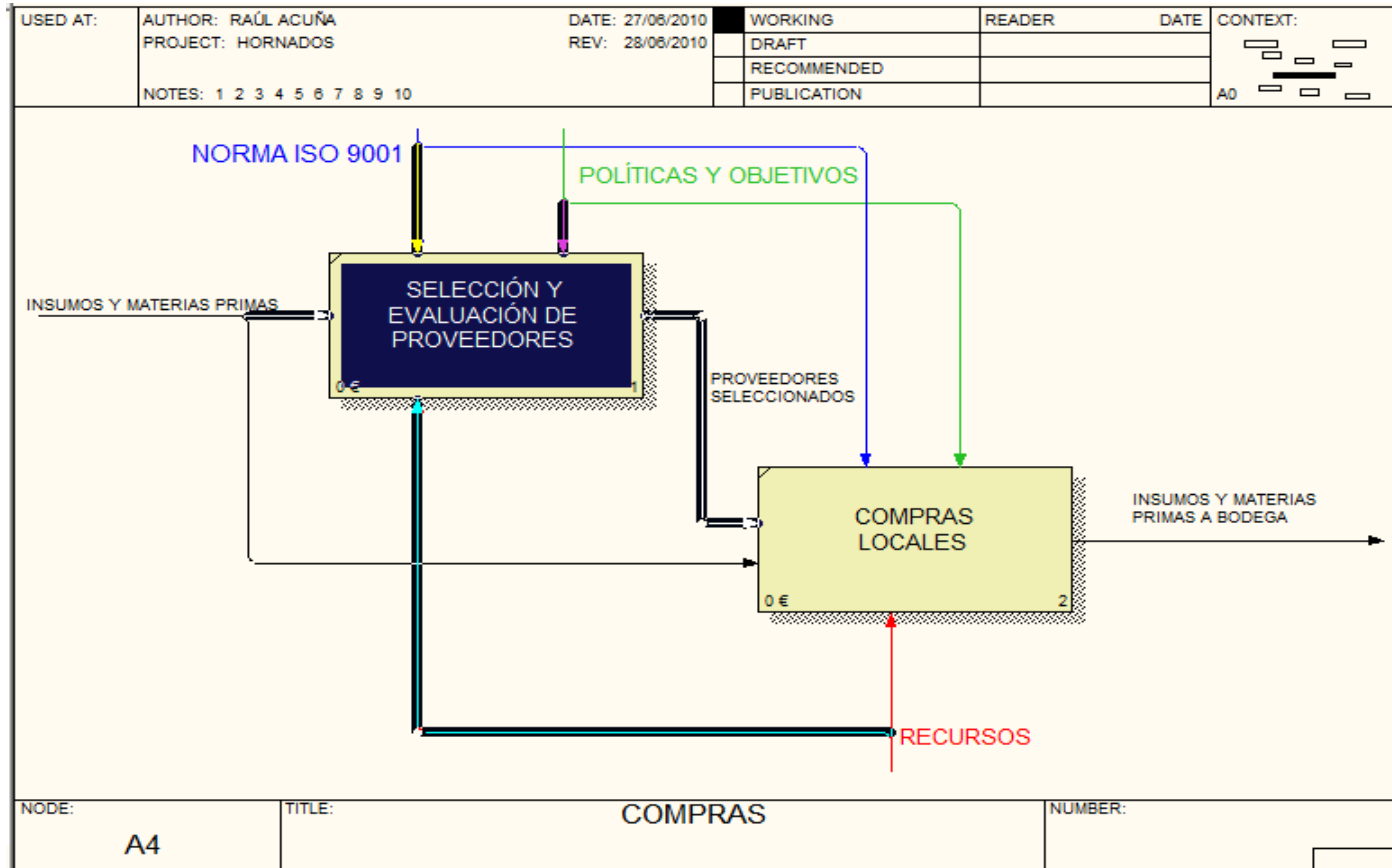 USED AT:
AUTHOR: RAÚL ACUÑA
DATE: 27/06/2010
WORKING
READER
DATE
CONTEXT:
PROJECT: HORNADOS
REV: 28/06/2010
DRAFT
RECOMMENDED
NOTES: 1 2 3 4 5 6 7 8 9 10
PUBLICATION
A0
NORMA ISO 9001
POLÍTICAS Y OBJETIVOS
INSUMOS Y MATERIAS PRIMAS
SELECCIÓN Y
EVALUACIÓN DE
PROVEEDORES
0 €
1
PROVEEDORES
SELECCIONADOS
COMPRAS
LOCALES
0 €
2
INSUMOS Y MATERIAS
PRIMAS A BODEGA
RECURSOS
NODE:
A4
TITLE:
COMPRAS
NUMBER: